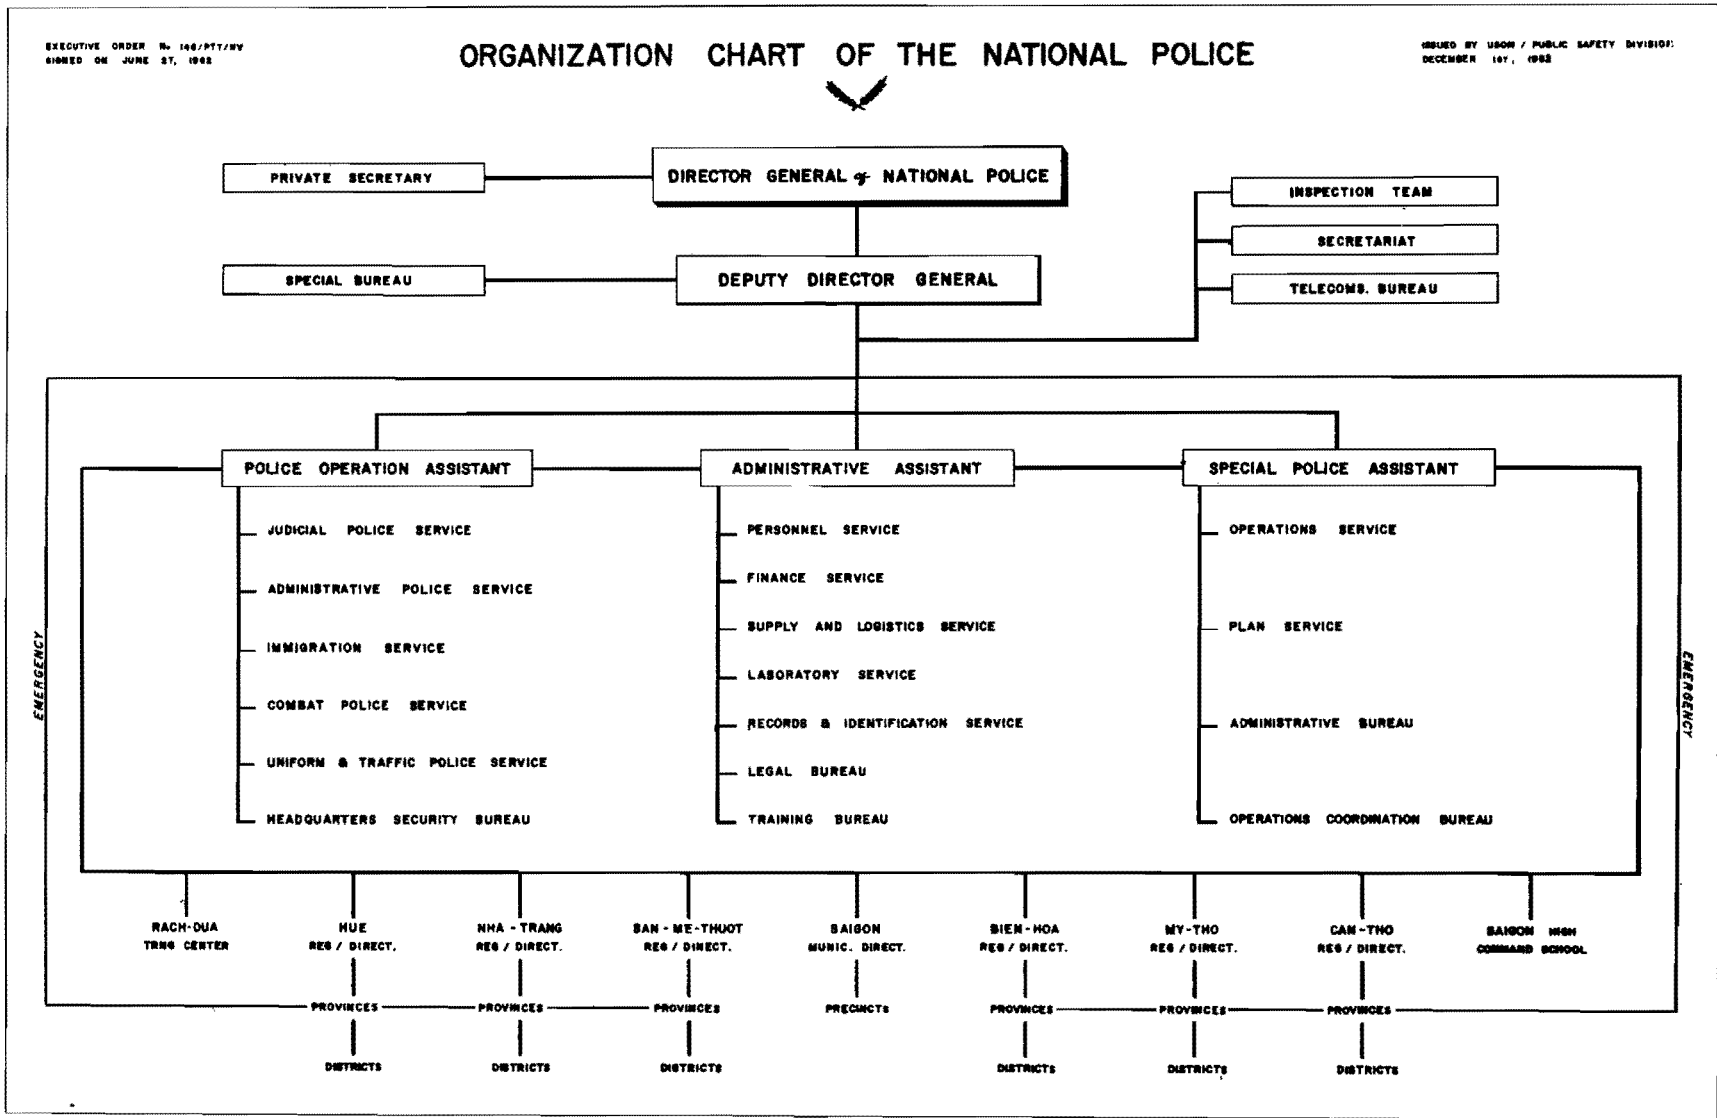 EXECUTIVE ORDER No 146/PTT/NV
SIGNED ON JUNE 27, 1962
ORGANIZATION CHART OF THE NATIONAL POLICE
ISSUED BY USOM / PUBLIC SAFETY DIVISION
DECEMBER 1ST, 1962
PRIVATE SECRETARY
DIRECTOR GENERAL of NATIONAL POLICE
INSPECTION TEAM
SECRETARIAT
SPECIAL BUREAU
DEPUTY DIRECTOR GENERAL
TELECOMS. BUREAU
EMERGENCY
EMERGENCY
POLICE OPERATION ASSISTANT
JUDICIAL POLICE SERVICE
ADMINISTRATIVE POLICE SERVICE
IMMIGRATION SERVICE
COMBAT POLICE SERVICE
UNIFORM & TRAFFIC POLICE SERVICE
HEADQUARTERS SECURITY BUREAU
ADMINISTRATIVE ASSISTANT
PERSONNEL SERVICE
FINANCE SERVICE
SUPPLY AND LOGISTICS SERVICE
LABORATORY SERVICE
RECORDS & IDENTIFICATION SERVICE
LEGAL BUREAU
TRAINING BUREAU
SPECIAL POLICE ASSISTANT
OPERATIONS SERVICE
PLAN SERVICE
ADMINISTRATIVE BUREAU
OPERATIONS COORDINATION BUREAU
RACH-DUA
TRNG CENTER
HUE
REG / DIRECT.
PROVINCES
DISTRICTS
NHA - TRANG
REG / DIRECT.
PROVINCES
DISTRICTS
BAN - ME - THUOT
REG / DIRECT.
PROVINCES
DISTRICTS
SAIGON
MUNIC. DIRECT.
PRECINCTS
BIEN - HOA
REG / DIRECT.
PROVINCES
DISTRICTS
MY - THO
REG / DIRECT.
PROVINCES
DISTRICTS
CAN - THO
REG / DIRECT.
PROVINCES
DISTRICTS
SAIGON HIGH
COMMAND SCHOOL